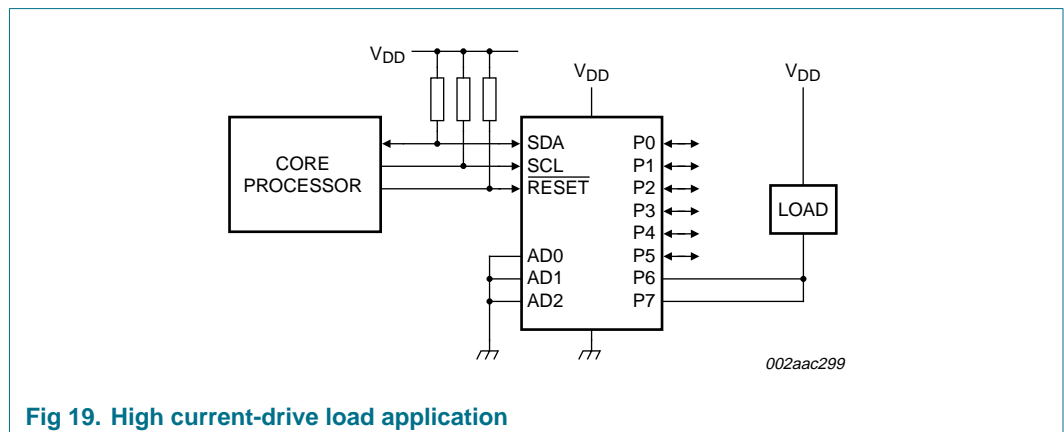 VDD
VDD
VDD
CORE
PROCESSOR
SDA
SCL
RESET
AD0
AD1
AD2
P0
P1
P2
P3
P4
P5
P6
P7
LOAD
002aac299
Fig 19. High current-drive load application